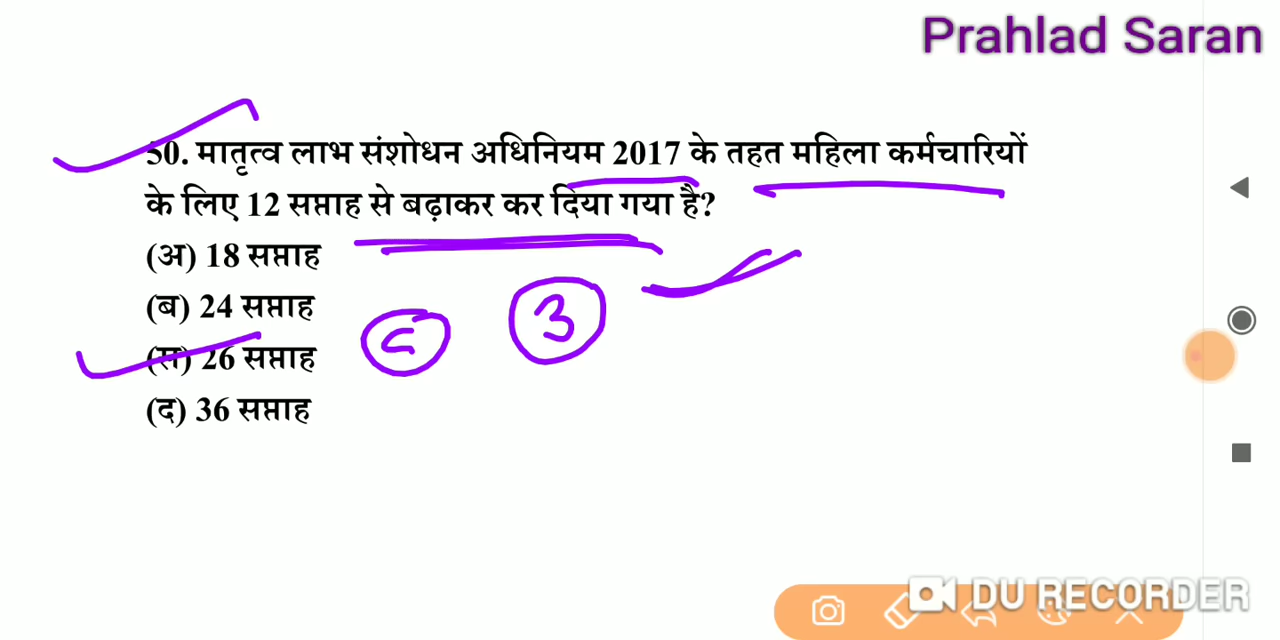 Prahlad Saran
50. मातृत्व लाभ संशोधन अधिनियम 2017 के तहत महिला कर्मचारियों
के लिए 12 सप्ताह से बढ़ाकर कर दिया गया है?
(अ) 18 सप्ताह
(ब) 24 सप्ताह
(स) 26 सप्ताह
(द) 36 सप्ताह
C
3
DU RECORDER